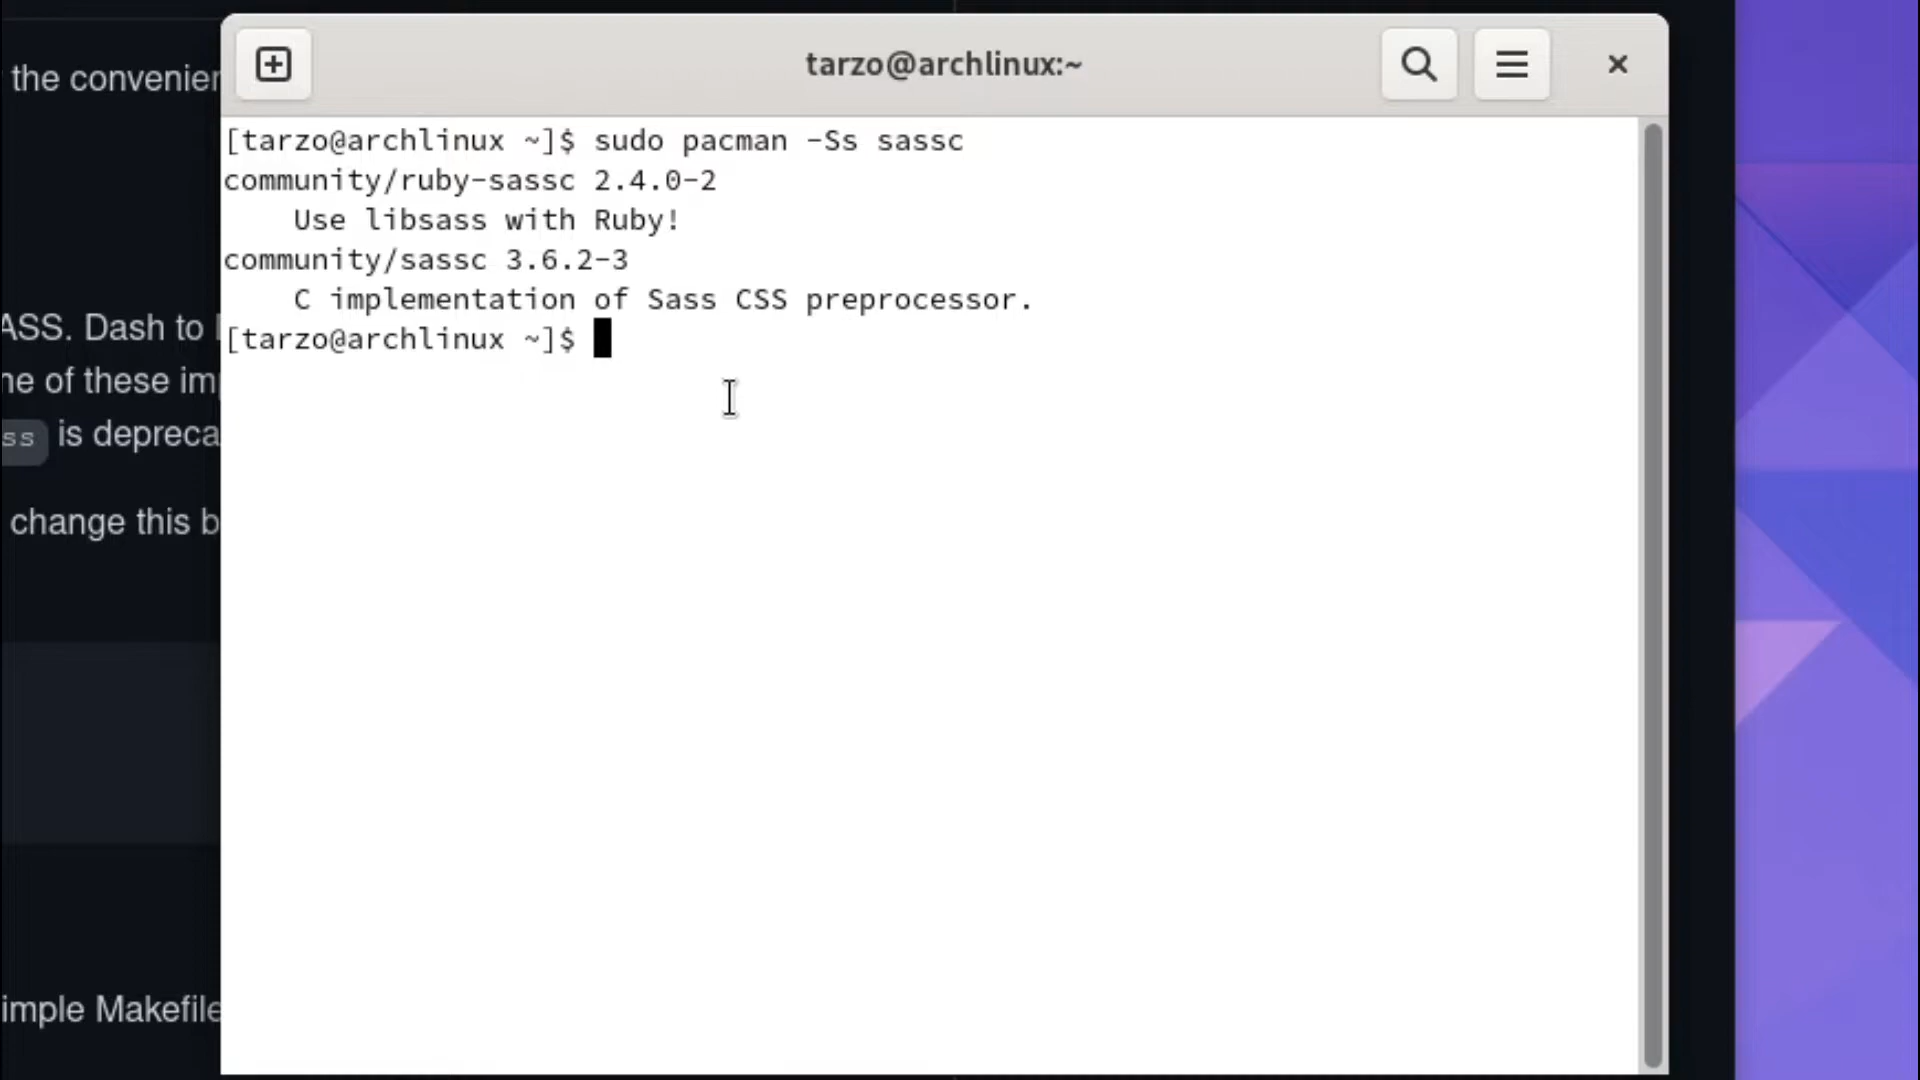 tarzo@archlinux:~
[tarzo@archlinux ~]$ sudo pacman -Ss sassc
community/ruby-sassc 2.4.0-2
    Use libsass with Ruby!
community/sassc 3.6.2-3
    C implementation of Sass CSS preprocessor.
[tarzo@archlinux ~]$
the convenien
ASS. Dash to
ne of these im
ss is depreca
change this b
imple Makefile